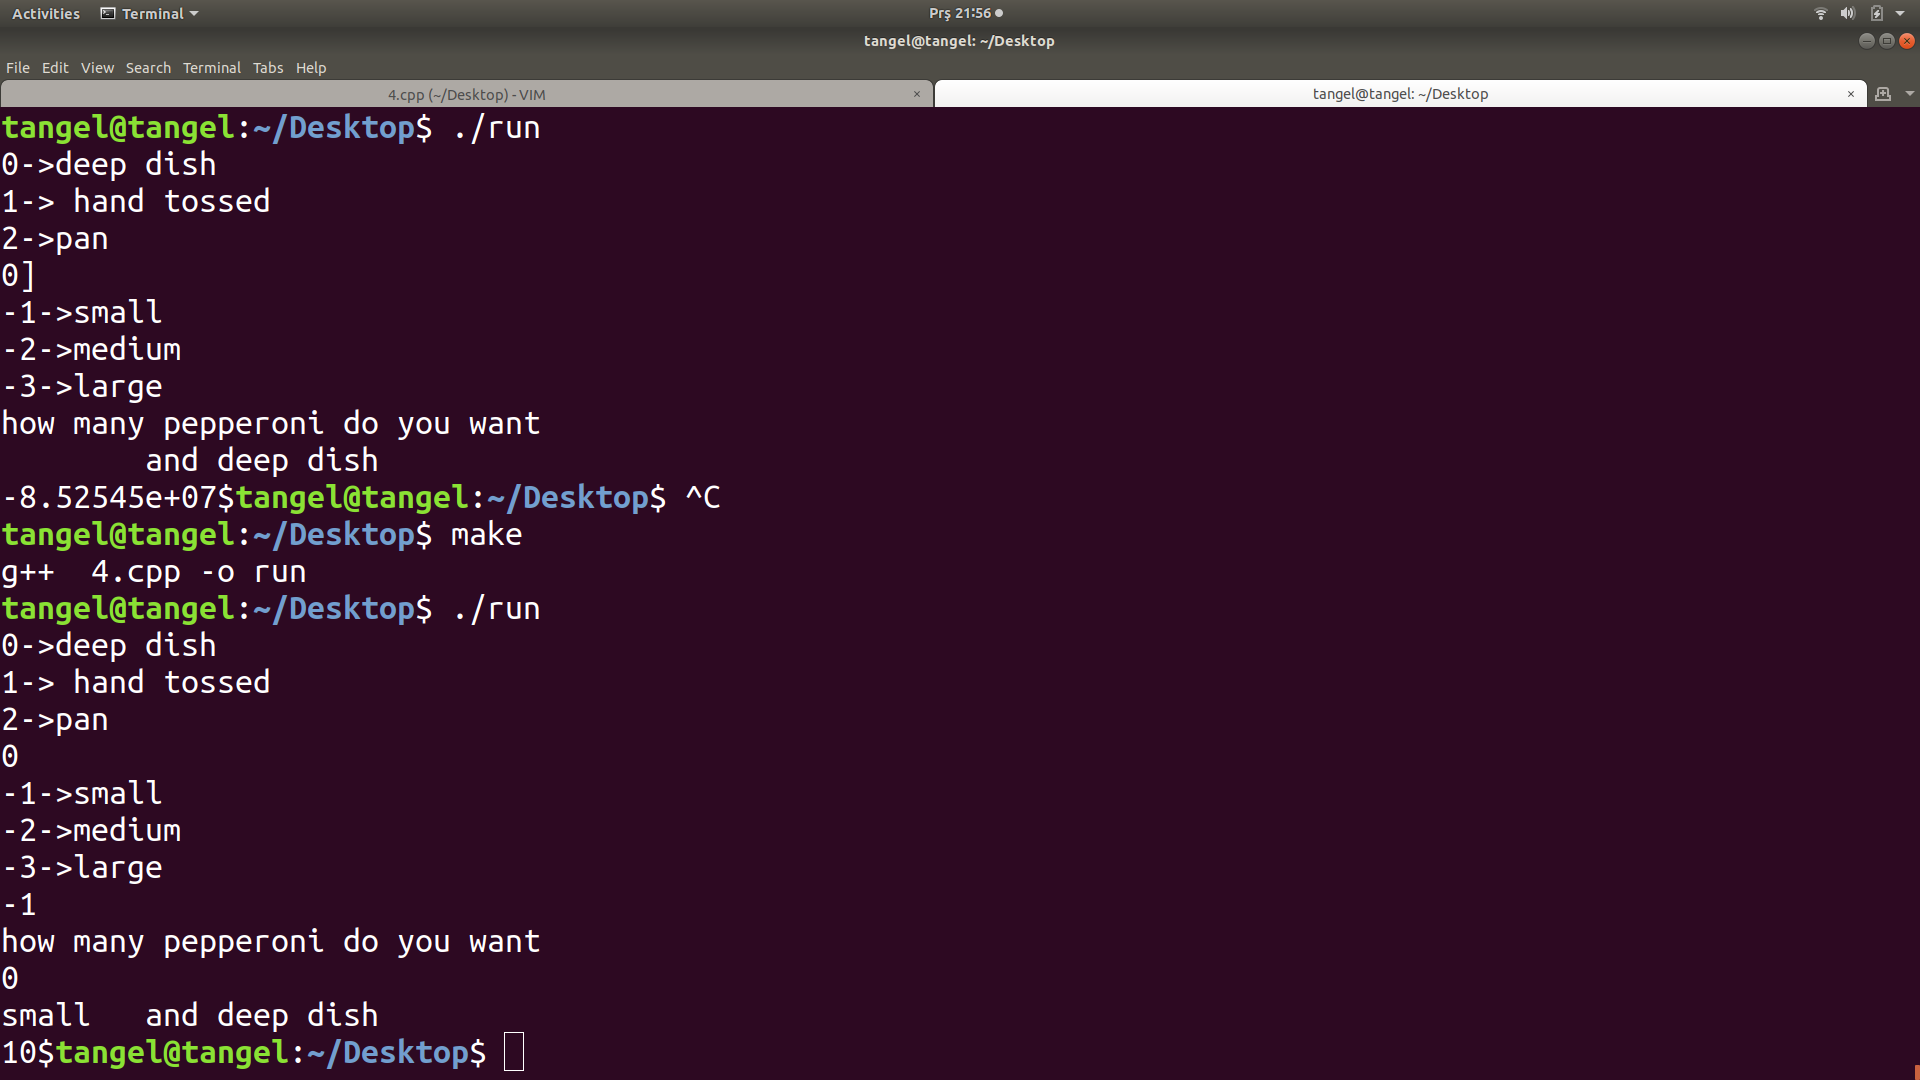 Activities Terminal Prş 21:56
tangel@tangel: ~/Desktop
File Edit View Search Terminal Tabs Help
4.cpp (~/Desktop) - VIM × tangel@tangel: ~/Desktop ×
tangel@tangel:~/Desktop$ ./run
0->deep dish
1-> hand tossed
2->pan
0]
-1->small
-2->medium
-3->large
how many pepperoni do you want
        and deep dish
-8.52545e+07$tangel@tangel:~/Desktop$ ^C
tangel@tangel:~/Desktop$ make
g++  4.cpp -o run
tangel@tangel:~/Desktop$ ./run
0->deep dish
1-> hand tossed
2->pan
0
-1->small
-2->medium
-3->large
-1
how many pepperoni do you want
0
small   and deep dish
10$tangel@tangel:~/Desktop$